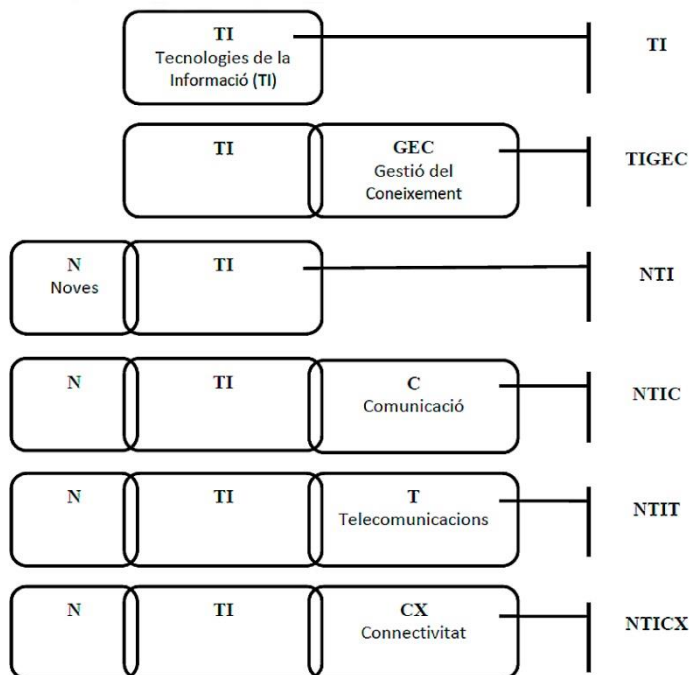 TI
Tecnologies de la
Informació (TI)
TI
TI
GEC
Gestió del
Coneixement
TIGEC
N
Noves
TI
NTI
N
TI
C
Comunicació
NTIC
N
TI
T
Telecomunicacions
NTIT
N
TI
CX
Connectivitat
NTICX